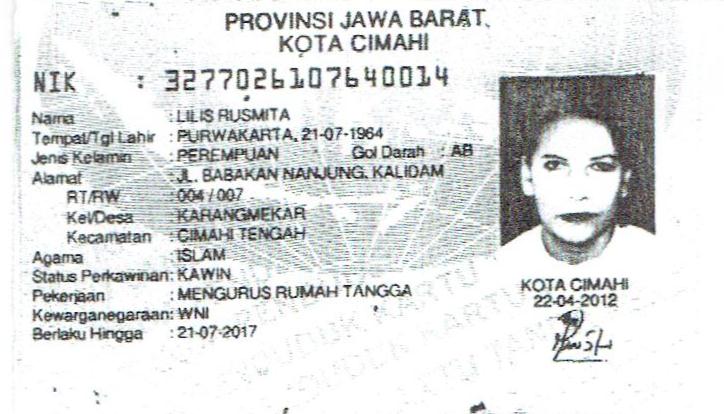 PROVINSI JAWA BARAT
KOTA CIMAHI
NIK : 3277026107640014
Nama : LILIS RUSMITA
Tempat/Tgl Lahir : PURWAKARTA, 21-07-1964
Jenis Kelamin : PEREMPUAN Gol Darah : AB
Alamat : JL. BABAKAN NANJUNG. KALIDAM
RT/RW : 004 / 007
Kel/Desa : KARANGMEKAR
Kecamatan : CIMAHI TENGAH
Agama : ISLAM
Status Perkawinan: KAWIN
Pekerjaan : MENGURUS RUMAH TANGGA
Kewarganegaraan: WNI
Berlaku Hingga : 21-07-2017
KOTA CIMAHI
22-04-2012